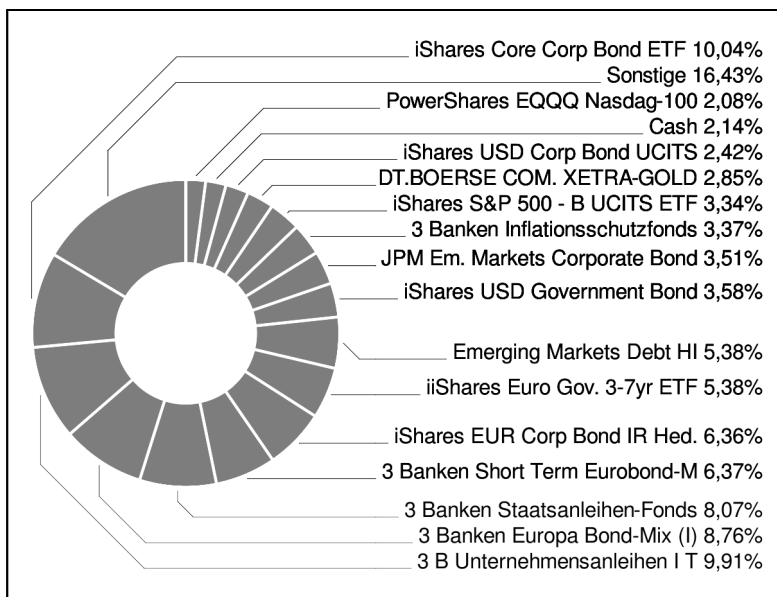 iShares Core Corp Bond ETF 10,04%
Sonstige 16,43%
PowerShares EQQQ Nasdag-100 2,08%
Cash 2,14%
iShares USD Corp Bond UCITS 2,42%
DT.BOERSE COM. XETRA-GOLD 2,85%
iShares S&P 500 - B UCITS ETF 3,34%
3 Banken Inflationsschutzfonds 3,37%
JPM Em. Markets Corporate Bond 3,51%
iShares USD Government Bond 3,58%
Emerging Markets Debt HI 5,38%
iiShares Euro Gov. 3-7yr ETF 5,38%
iShares EUR Corp Bond IR Hed. 6,36%
3 Banken Short Term Eurobond-M 6,37%
3 Banken Staatsanleihen-Fonds 8,07%
3 Banken Europa Bond-Mix (I) 8,76%
3 B Unternehmensanleihen I T 9,91%